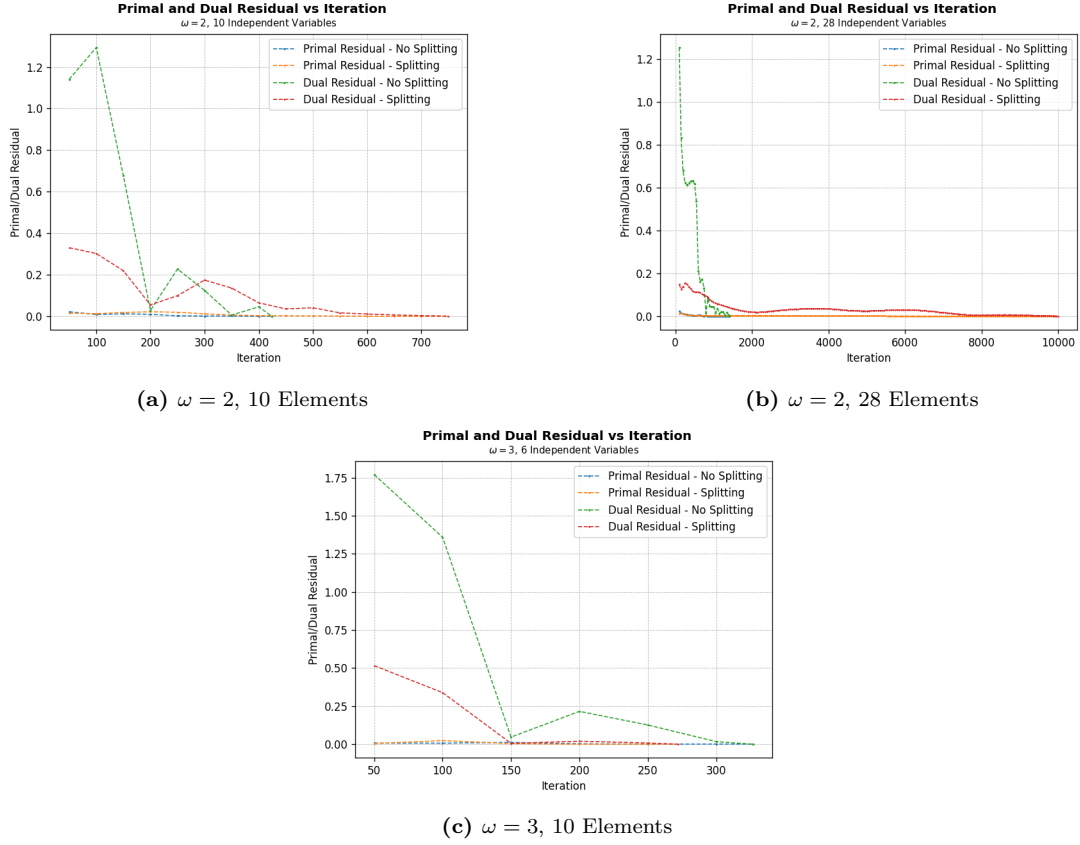 Primal and Dual Residual vs Iteration
ω = 2, 10 Independent Variables
Primal/Dual Residual
1.2
1.0
0.8
0.6
0.4
0.2
0.0
Primal Residual - No Splitting
Primal Residual - Splitting
Dual Residual - No Splitting
Dual Residual - Splitting
100 200 300 400 500 600 700
Iteration
(a) ω = 2, 10 Elements
Primal and Dual Residual vs Iteration
ω = 2, 28 Independent Variables
Primal/Dual Residual
1.2
1.0
0.8
0.6
0.4
0.2
0.0
Primal Residual - No Splitting
Primal Residual - Splitting
Dual Residual - No Splitting
Dual Residual - Splitting
0 2000 4000 6000 8000 10000
Iteration
(b) ω = 2, 28 Elements
Primal and Dual Residual vs Iteration
ω = 3, 6 Independent Variables
Primal/Dual Residual
1.75
1.50
1.25
1.00
0.75
0.50
0.25
0.00
Primal Residual - No Splitting
Primal Residual - Splitting
Dual Residual - No Splitting
Dual Residual - Splitting
50 100 150 200 250 300
Iteration
(c) ω = 3, 10 Elements